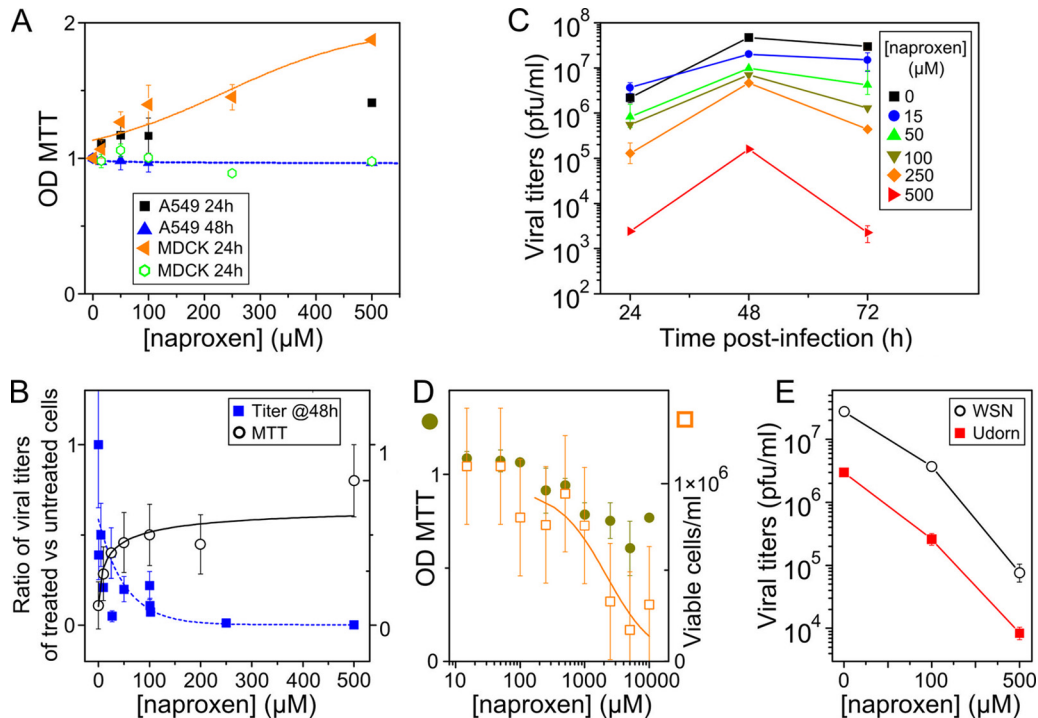 A
OD MTT
2
1
0
A549 24h
A549 48h
MDCK 24h
MDCK 24h
0 100 200 300 400 500
[naproxen] (µM)
C
Viral titers (pfu/ml)
10^8
10^7
10^6
10^5
10^4
10^3
10^2
[naproxen]
(µM)
0
15
50
100
250
500
24 48 72
Time post-infection (h)
B
Ratio of viral titers
of treated vs untreated cells
1
0
Titer @48h
MTT
1
0
0 100 200 300 400 500
[naproxen] (µM)
D
OD MTT
1
0
1×10^6
0
Viable cells/ml
10 100 1000 10000
[naproxen] (µM)
E
Viral titers (pfu/ml)
10^7
10^6
10^5
10^4
WSN
Udorn
0 100 500
[naproxen] (µM)